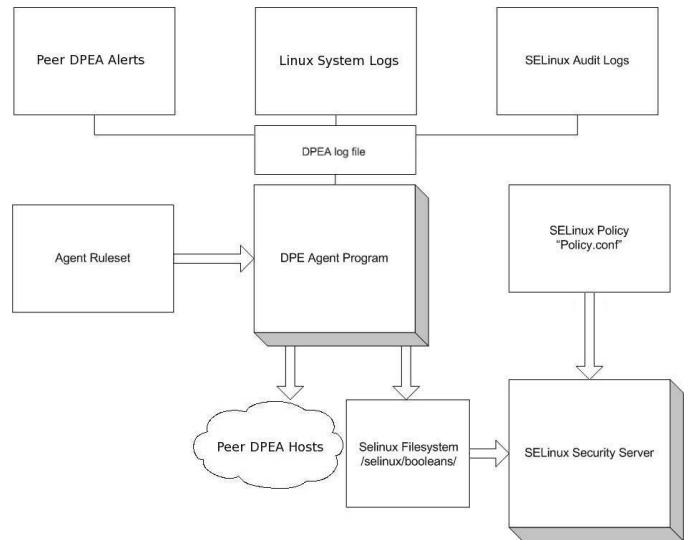 Peer DPEA Alerts
Linux System Logs
SELinux Audit Logs
DPEA log file
Agent Ruleset
DPE Agent Program
SELinux Policy
“Policy.conf”
Peer DPEA Hosts
Selinux Filesystem
/selinux/booleans/
SELinux Security Server